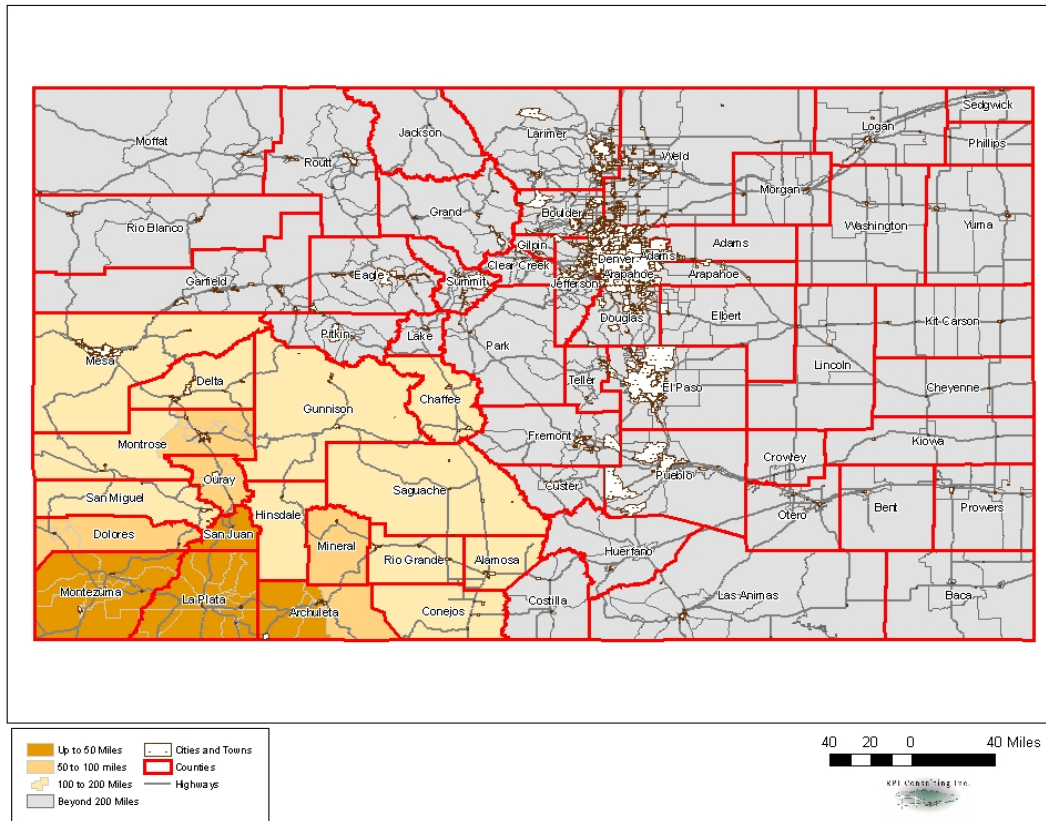 Sedgwick
Logan
Jackson
Larimer
Moffat
Phillips
Routt
Weld
Morgan
Grand
Boulder
Washington
Yuma
Rio Blanco
Gilpin
Adams
Denver
Adams
Clear Creek
Eagle
Summit
Arapahoe
Arapahoe
Garfield
Jefferson
Douglas
Elbert
Kit-Carson
Pitkin
Lake
Park
Mesa
Lincoln
Delta
Teller
El Paso
Cheyenne
Chaffee
Gunnison
Fremont
Montrose
Kiowa
Crowley
Pueblo
Ouray
Custer
Saguache
San Miguel
Bent
Prowers
Hinsdale
Otero
Dolores
San Juan
Mineral
Huerfano
Rio Grande
Alamosa
Montezuma
La Plata
Costilla
Las Animas
Baca
Archuleta
Conejos
Up to 50 Miles
Cities and Towns
50 to 100 miles
Counties
100 to 200 Miles
Highways
Beyond 200 Miles
40 20 0 40 Miles
RPI Consulting Inc.